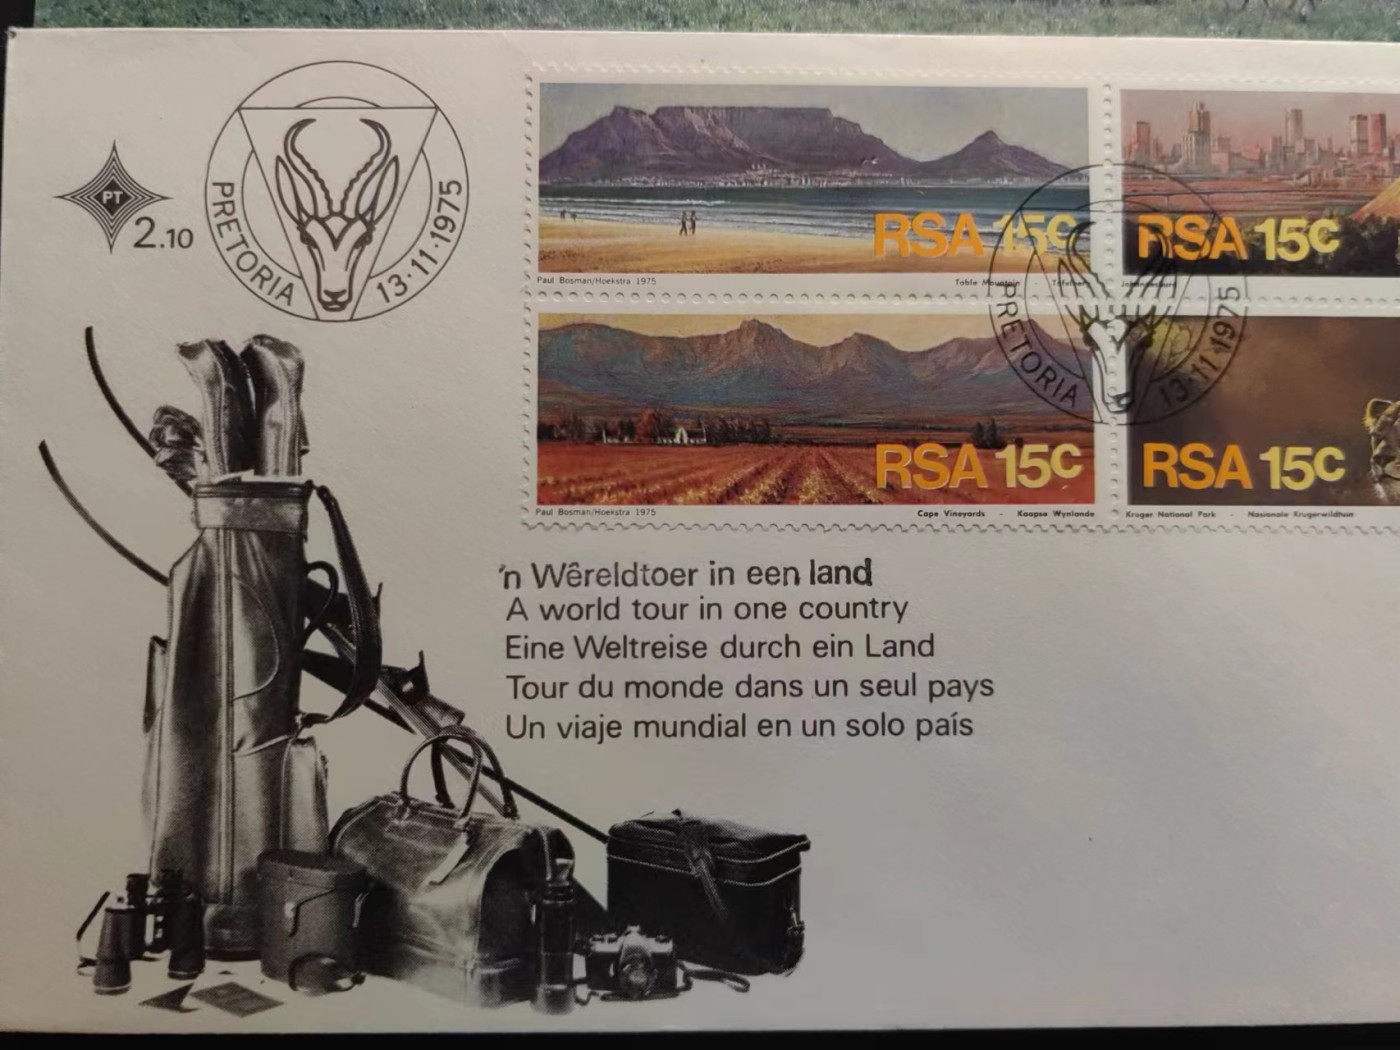 PT
2.10
PRETORIA 13·11·1975
RSA 15c
Paul Bosman/Hoekstra 1975
Table Mountain - Tafelberg
RSA 15c
Johannesburg
PRETORIA 13·11·1975
RSA 15c
Paul Bosman/Hoekstra 1975
Cape Vineyards - Kaapse Wynlande
RSA 15c
Kruger National Park - Nasionale Krugerwildtuin
'n Wêreldtoer in een land
A world tour in one country
Eine Weltreise durch ein Land
Tour du monde dans un seul pays
Un viaje mundial en un solo país